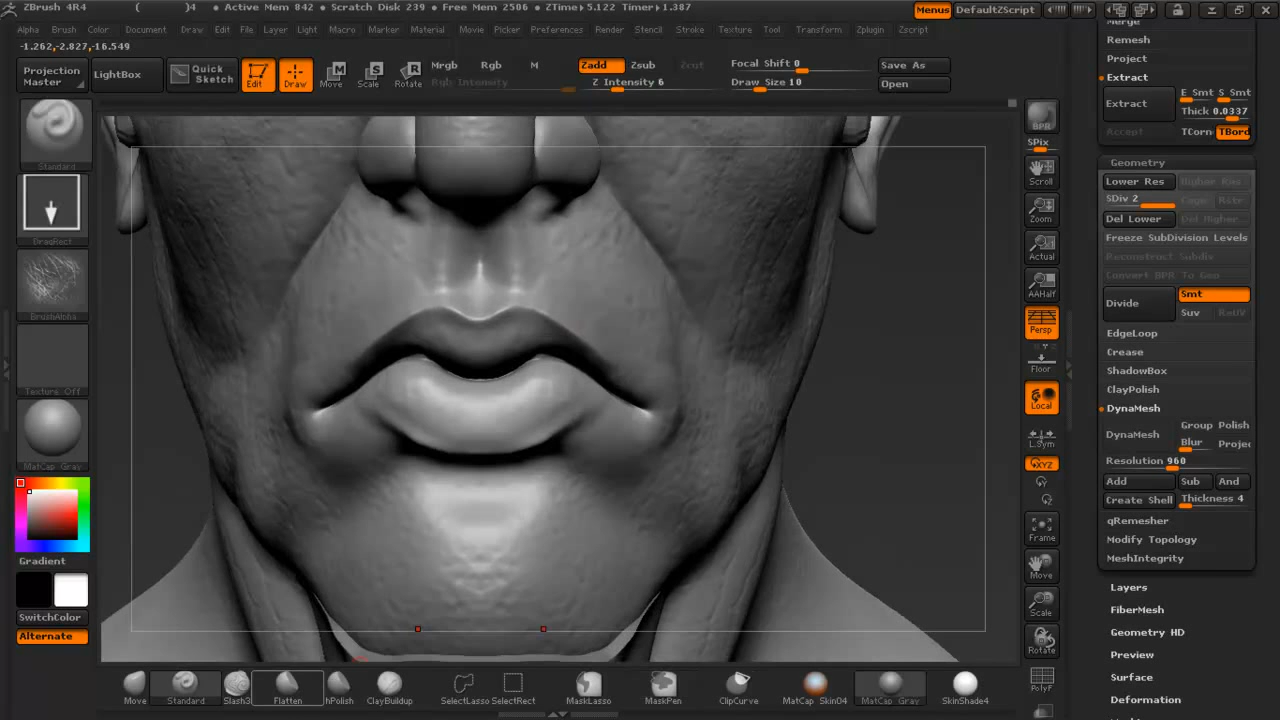 ZBrush 4R4 ( )4 • Active Mem 842 • Scratch Disk 239 • Free Mem 2506 • ZTime▸5.122 Timer▸1.387 Menus DefaultZScript
Alpha Brush Color Document Draw Edit File Layer Light Macro Marker Material Movie Picker Preferences Render Stencil Stroke Texture Tool Transform Zplugin Zscript
-1.262,-2.827,-16.549
Projection Master
LightBox
Quick Sketch
Edit
Draw
Move
Scale
Rotate
Mrgb Rgb M
Rgb Intensity
Zadd Zsub Zcut
Z Intensity 6
Focal Shift 0
Draw Size 10
Save As
Open
Standard
DragRect
BrushAlpha
Texture Off
MatCap Gray
Gradient
SwitchColor
Alternate
BPR
SPix
Scroll
Zoom
Actual
AAHalf
Persp
Floor
Local
L.Sym
XYZ
Frame
Move
Scale
Rotate
PolyF
Merge
Remesh
Project
Extract
Extract E Smt S Smt
Thick 0.0337
Accept TCorn TBord
Geometry
Lower Res Higher Res
SDiv 2 Cage Rstr
Del Lower Del Higher
Freeze SubDivision Levels
Reconstruct Subdiv
Convert BPR To Geo
Divide Smt
Suv ReUV
EdgeLoop
Crease
ShadowBox
ClayPolish
DynaMesh
DynaMesh Group Polish
Blur Projec
Resolution 960
Add Sub And
Create Shell Thickness 4
qRemesher
Modify Topology
MeshIntegrity
Layers
FiberMesh
Geometry HD
Preview
Surface
Deformation
Move Standard Slash3 Flatten hPolish ClayBuildup SelectLasso SelectRect MaskLasso MaskPen ClipCurve MatCap Skin04 MatCap Gray SkinShade4